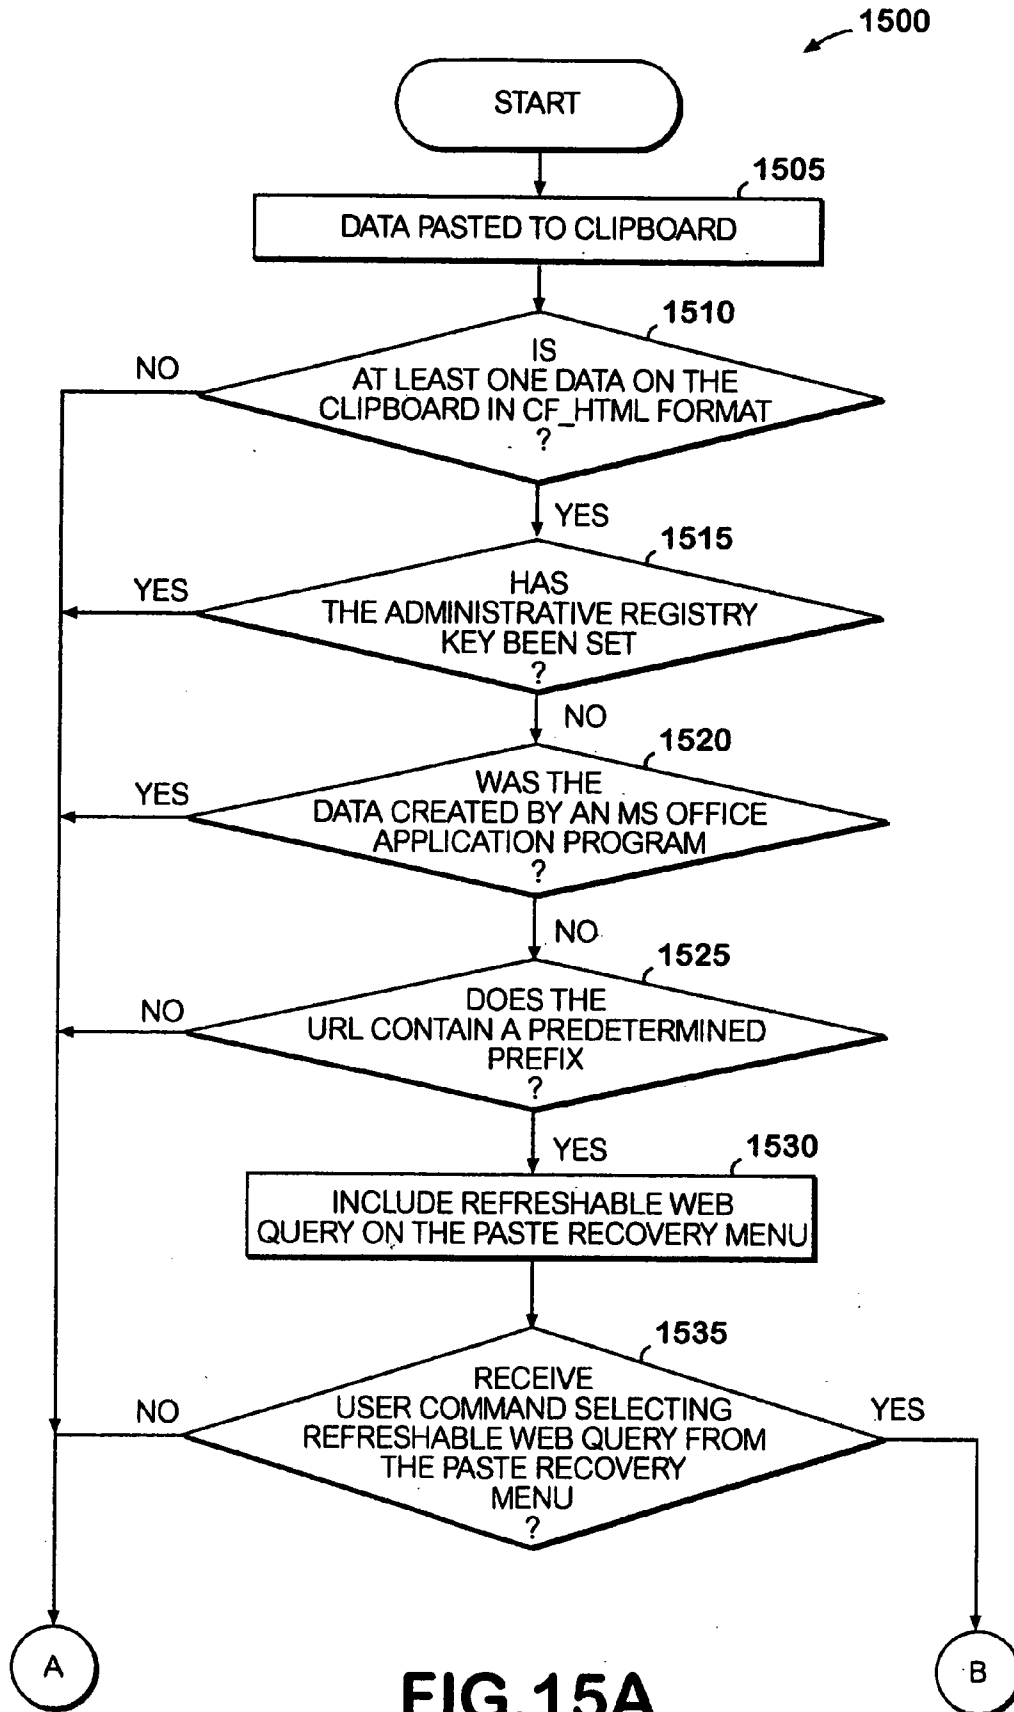 1500
START
1505
DATA PASTED TO CLIPBOARD
1510
NO
IS
AT LEAST ONE DATA ON THE
CLIPBOARD IN CF_HTML FORMAT
?
YES
1515
YES
HAS
THE ADMINISTRATIVE REGISTRY
KEY BEEN SET
?
NO
1520
YES
WAS THE
DATA CREATED BY AN MS OFFICE
APPLICATION PROGRAM
?
NO
1525
NO
DOES THE
URL CONTAIN A PREDETERMINED
PREFIX
?
YES
1530
INCLUDE REFRESHABLE WEB
QUERY ON THE PASTE RECOVERY MENU
1535
NO
RECEIVE
USER COMMAND SELECTING
REFRESHABLE WEB QUERY FROM
THE PASTE RECOVERY
MENU
?
YES
A
B
FIG.15A